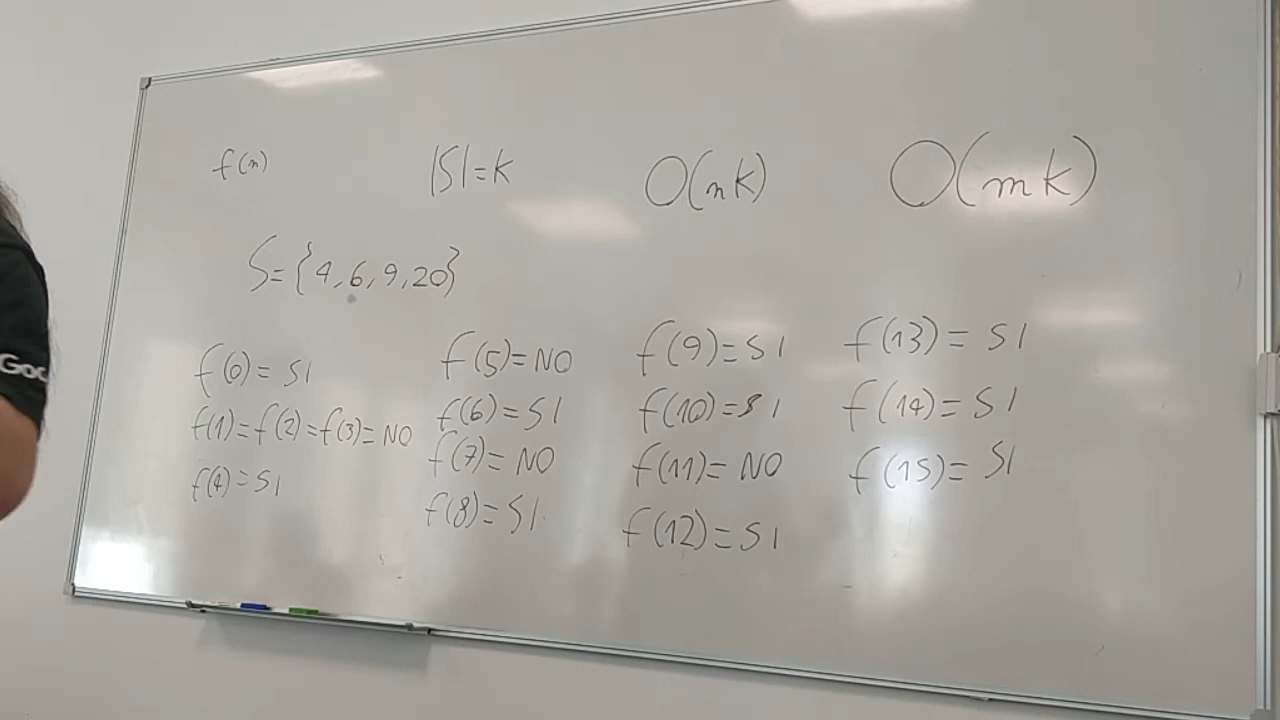 f(n)
|S|=K
O(nK)
O(mk)
S={4,6,9,20}
f(0)=SI
f(1)=f(2)=f(3)=NO
f(4)=SI
f(5)=NO
f(6)=SI
f(7)=NO
f(8)=SI
f(9)=SI
f(10)=SI
f(11)=NO
f(12)=SI
f(13)=SI
f(14)=SI
f(15)=SI
Goo